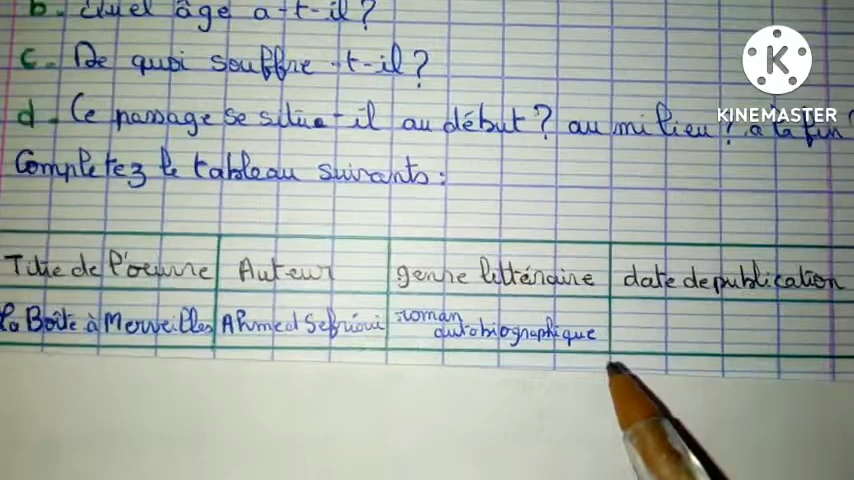 b. Quel âge a-t-il?
c. De quoi souffre-t-il?
d. Ce passage se situe-il au début? au milieu? à la fin?
Completez le tableau suivants:
Titre de l'oeuvre Auteur genre littéraire date de publication
La Boîte à Merveilles Ahmed Sefrioui roman
autobiographique
K
KINEMASTER